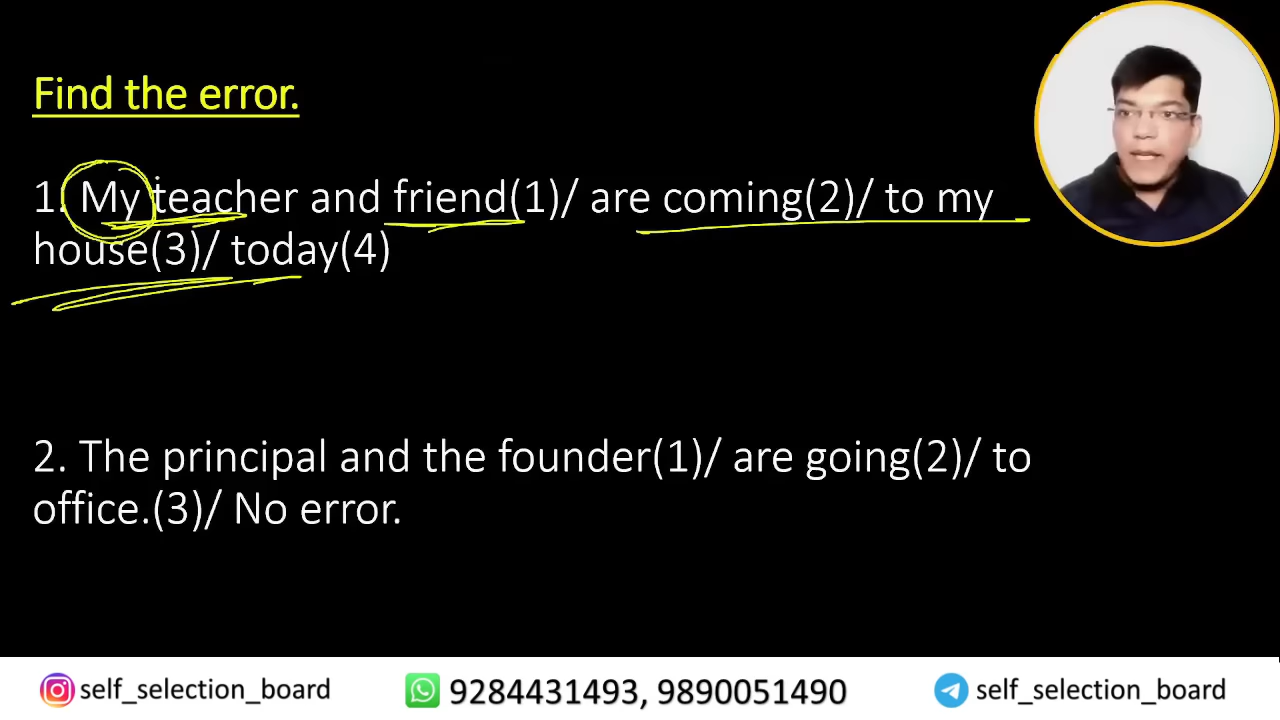 Find the error.
1. My teacher and friend(1)/ are coming(2)/ to my
house(3)/ today(4)
2. The principal and the founder(1)/ are going(2)/ to
office.(3)/ No error.
self_selection_board 9284431493, 9890051490 self_selection_board